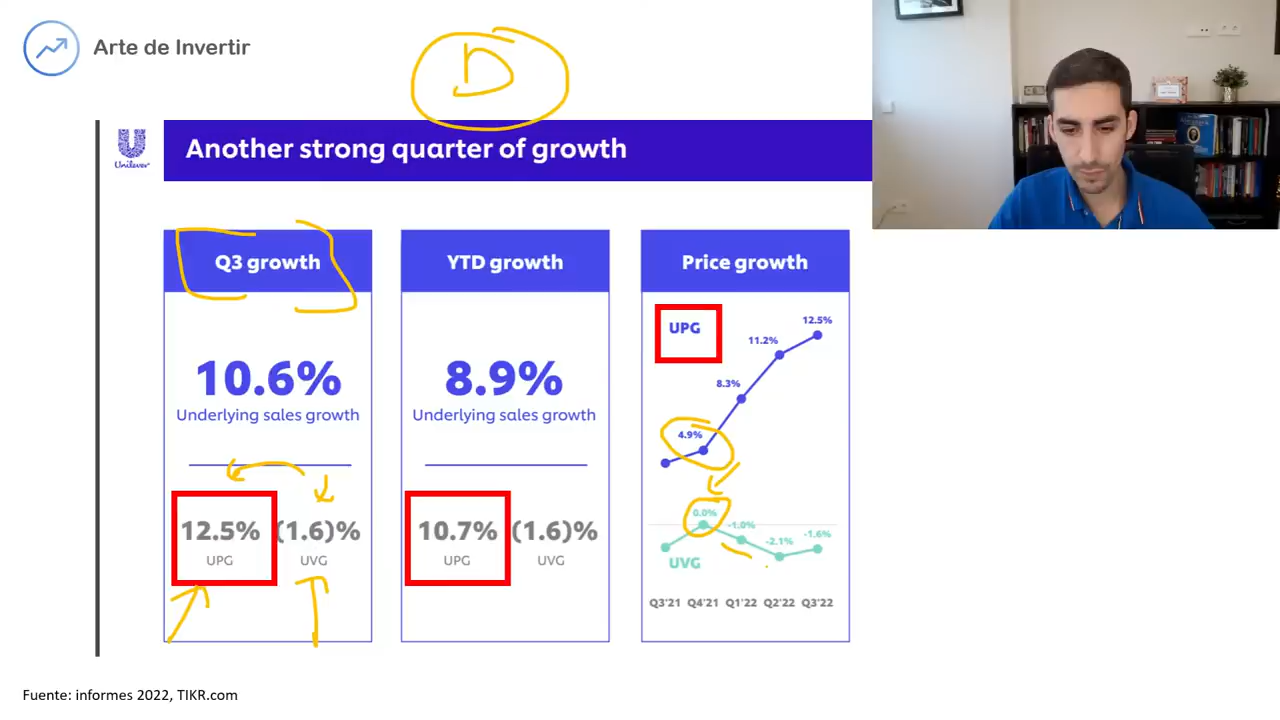 Arte de Invertir
D
Unilever
Another strong quarter of growth
Q3 growth
10.6%
Underlying sales growth
12.5%
UPG
(1.6)%
UVG
YTD growth
8.9%
Underlying sales growth
10.7%
UPG
(1.6)%
UVG
Price growth
UPG
4.9%
8.3%
11.2%
12.5%
0.0%
-1.0%
-2.1%
-1.6%
UVG
Q3'21 Q4'21 Q1'22 Q2'22 Q3'22
Fuente: informes 2022, TIKR.com